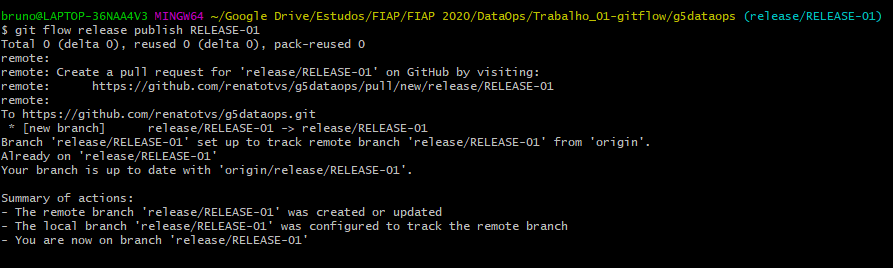 bruno@LAPTOP-36NAA4V3 MINGW64 ~/Google Drive/Estudos/FIAP/FIAP 2020/DataOps/Trabalho_01-gitflow/g5dataops (release/RELEASE-01)
$ git flow release publish RELEASE-01
Total 0 (delta 0), reused 0 (delta 0), pack-reused 0
remote:
remote: Create a pull request for 'release/RELEASE-01' on GitHub by visiting:
remote:      https://github.com/renatotvs/g5dataops/pull/new/release/RELEASE-01
remote:
To https://github.com/renatotvs/g5dataops.git
 * [new branch]      release/RELEASE-01 -> release/RELEASE-01
Branch 'release/RELEASE-01' set up to track remote branch 'release/RELEASE-01' from 'origin'.
Already on 'release/RELEASE-01'
Your branch is up to date with 'origin/release/RELEASE-01'.

Summary of actions:
- The remote branch 'release/RELEASE-01' was created or updated
- The local branch 'release/RELEASE-01' was configured to track the remote branch
- You are now on branch 'release/RELEASE-01'